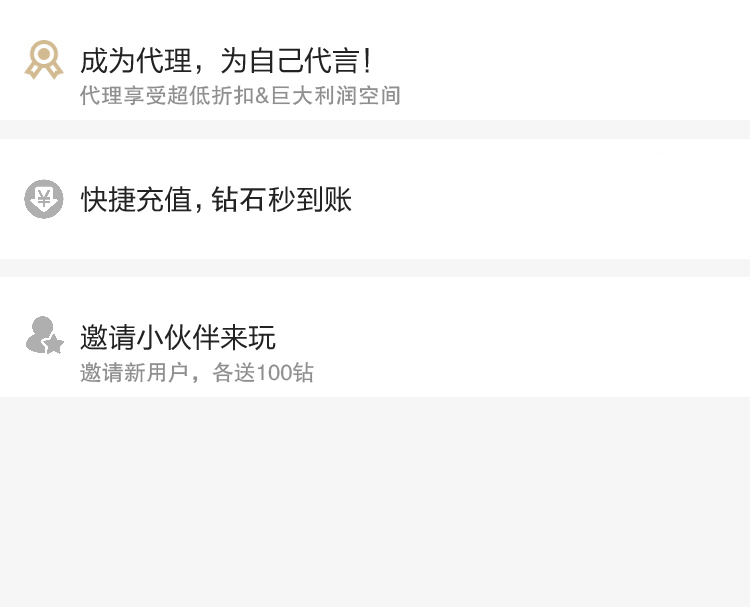 成为代理，为自己代言！
代理享受超低折扣&巨大利润空间
快捷充值，钻石秒到账
邀请小伙伴来玩
邀请新用户，各送100钻